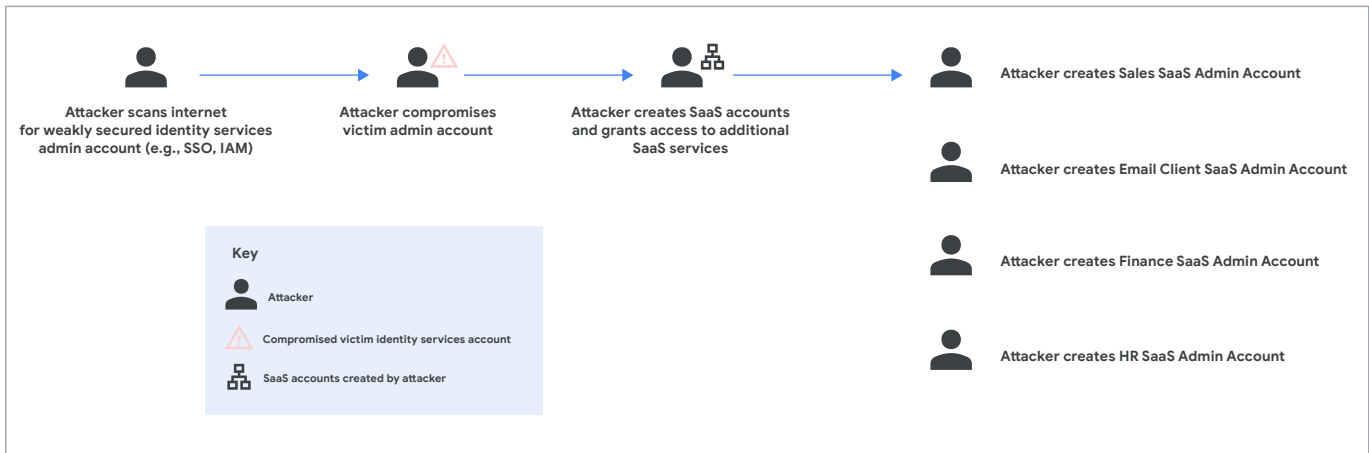 Attacker scans internet
for weakly secured identity services
admin account (e.g., SSO, IAM)
Attacker compromises
victim admin account
Attacker creates SaaS accounts
and grants access to additional
SaaS services
Attacker creates Sales SaaS Admin Account
Attacker creates Email Client SaaS Admin Account
Attacker creates Finance SaaS Admin Account
Attacker creates HR SaaS Admin Account
Key
Attacker
Compromised victim identity services account
SaaS accounts created by attacker